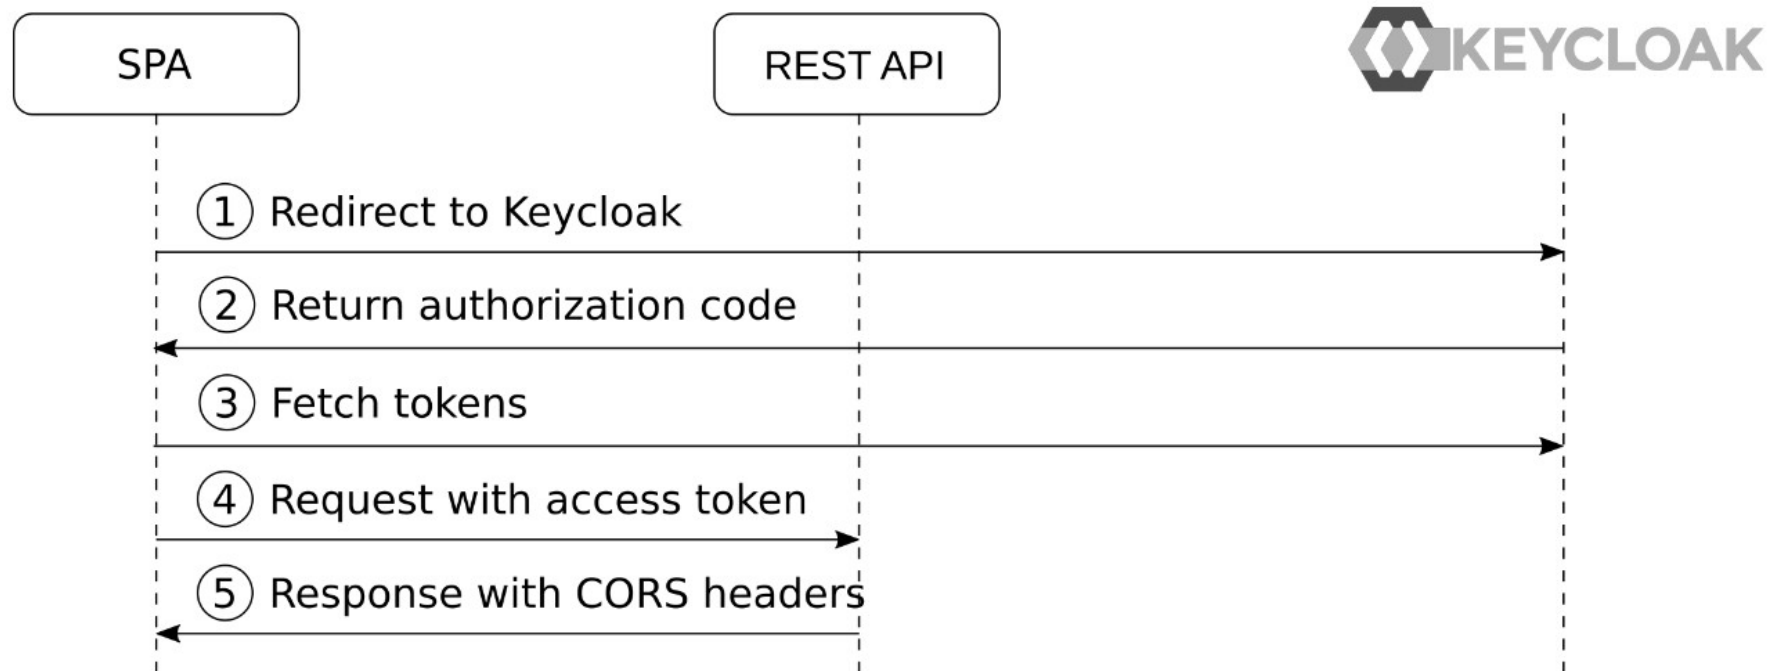 SPA
REST API
KEYCLOAK
1 Redirect to Keycloak
2 Return authorization code
3 Fetch tokens
4 Request with access token
5 Response with CORS headers